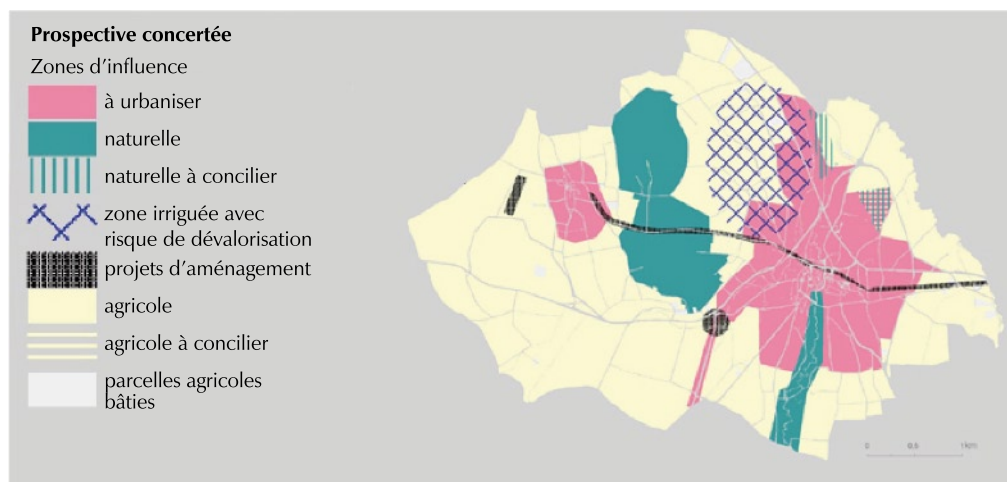 Prospective concertée
Zones d’influence
à urbaniser
naturelle
naturelle à concilier
zone irriguée avec
risque de dévalorisation
projets d’aménagement
agricole
agricole à concilier
parcelles agricoles
bâties
0 0,5 1km